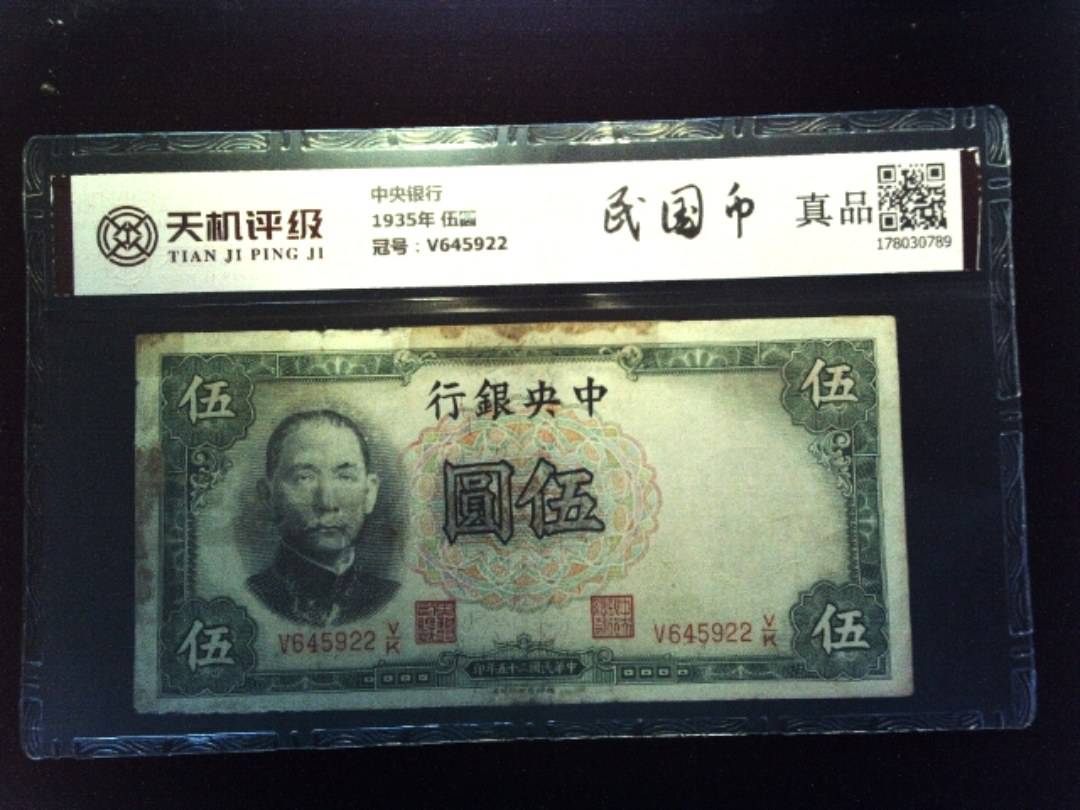 天机评级
TIAN JI PING JI
中央银行
1935年 伍
冠号：V645922
民国币
真品
178030789
伍
中央銀行
伍
伍圓
V645922 V/K
V645922 V/K
伍
中華民國二十五年印
伍